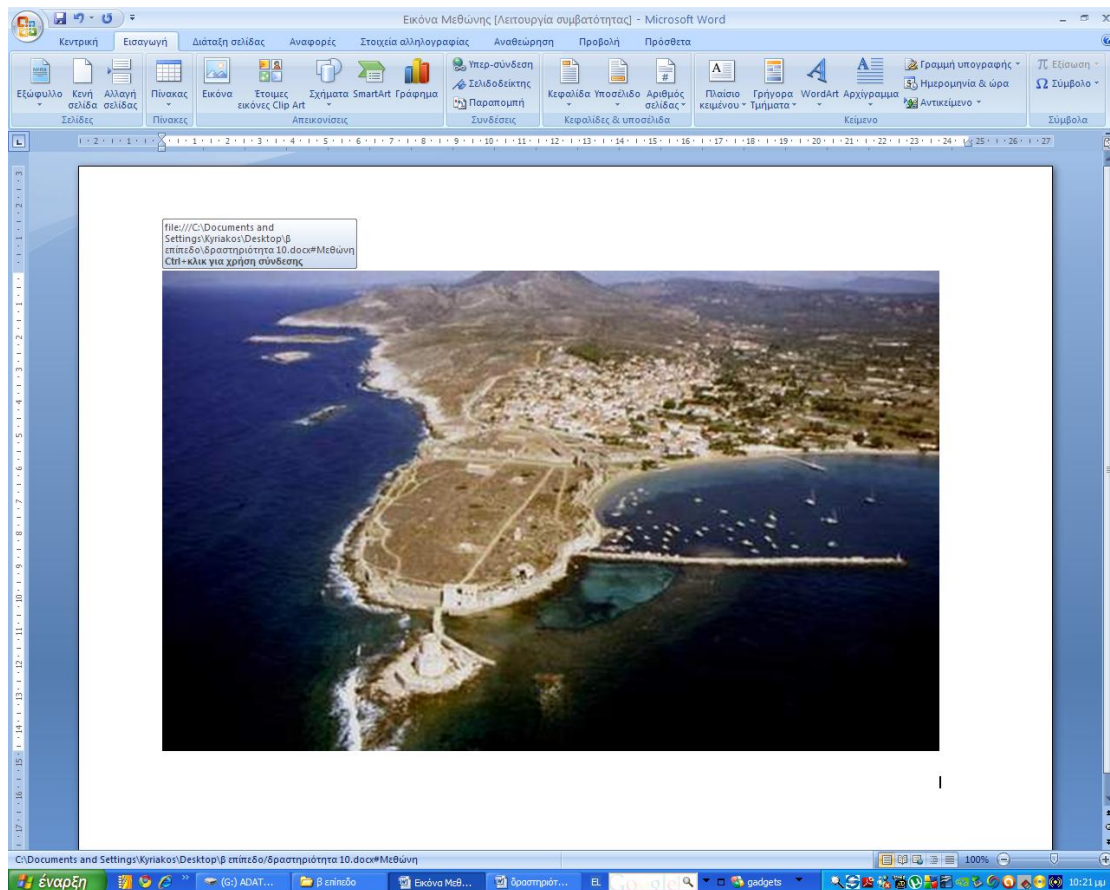 Εικόνα Μεθώνης [Λειτουργία συμβατότητας] - Microsoft Word
Κεντρική Εισαγωγή Διάταξη σελίδας Αναφορές Στοιχεία αλληλογραφίας Αναθεώρηση Προβολή Πρόσθετα
Εξώφυλλο Κενή σελίδα Αλλαγή σελίδας Πίνακας Εικόνα Έτοιμες εικόνες Clip Art Σχήματα SmartArt Γράφημα
Υπερ-σύνδεση
Σελιδοδείκτης
Παραπομπή
Κεφαλίδα Υποσέλιδο Αριθμός σελίδας
Πλαίσιο κειμένου Γρήγορα Τμήματα WordArt Αρχίγραμμα
Γραμμή υπογραφής
Ημερομηνία & ώρα
Αντικείμενο
π Εξίσωση
Ω Σύμβολο
Σελίδες Πίνακες Απεικονίσεις Συνδέσεις Κεφαλίδες & υποσέλιδα Κείμενο Σύμβολα
file:///C:\Documents and
Settings\Kyriakos\Desktop\β
επίπεδο\δραστηριότητα 10.docx#Μεθώνη
Ctrl+κλικ για χρήση σύνδεσης
C:\Documents and Settings\Kyriakos\Desktop\β επίπεδο/δραστηριότητα 10.docx#Μεθώνη
100%
έναρξη (G:) ADAT... β επίπεδο Εικόνα Μεθ... δραστηριότ... EL Google gadgets 10:21 μμ